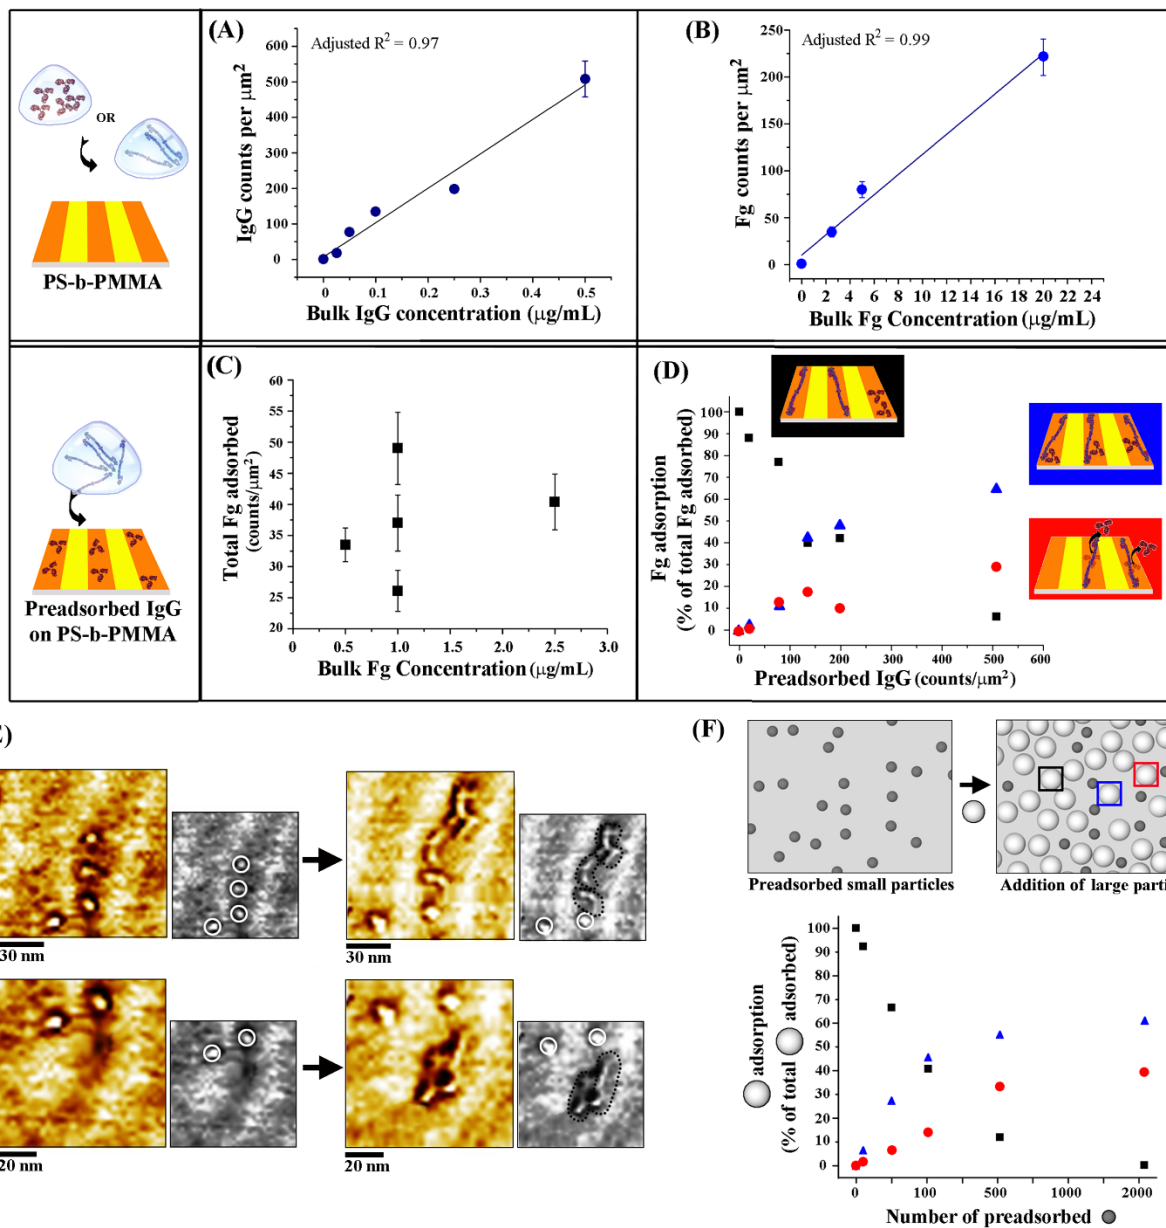 (A)
Adjusted R² = 0.97
600
500
400
300
200
100
0
IgG counts per μm²
0
0.1
0.2
0.3
0.4
0.5
Bulk IgG concentration (μg/mL)
(B)
Adjusted R² = 0.99
250
200
150
100
50
0
Fg counts per μm²
0 2 4 6 8 10 12 14 16 18 20 22 24
Bulk Fg Concentration (μg/mL)
OR
PS-b-PMMA
(C)
60
55
50
45
40
35
30
25
20
Total Fg adsorbed
(counts/μm²)
0 0.5 1.0 1.5 2.0 2.5 3.0
Bulk Fg Concentration (μg/mL)
(D)
100
90
80
70
60
50
40
30
20
10
0
Fg adsorption
(% of total Fg adsorbed)
0 100 200 300 400 500 600
Preadsorbed IgG (counts/μm²)
Preadsorbed IgG
on PS-b-PMMA
30 nm
30 nm
20 nm
20 nm
(F)
Preadsorbed small particles
Addition of large parti
100
90
80
70
60
50
40
30
20
10
0
adsorption
(% of total adsorbed)
0 100 500 1000 2000
Number of preadsorbed